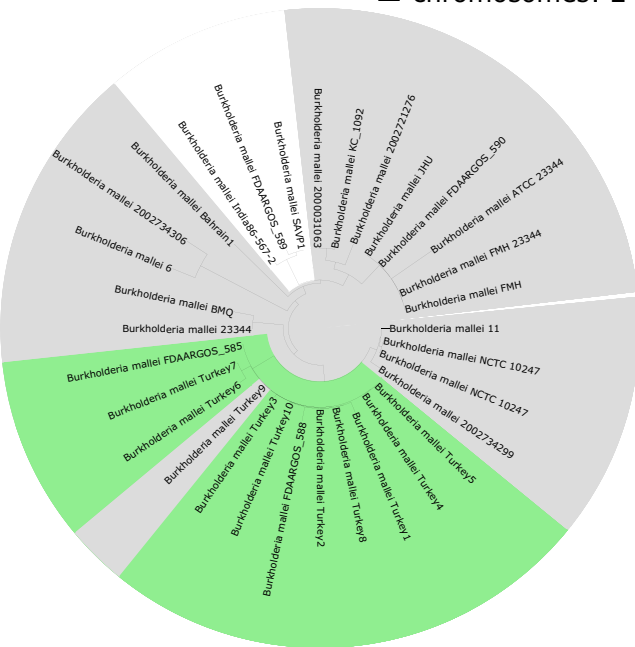 Burkholderia mallei 2000031063
Burkholderia mallei KC_1092
Burkholderia mallei 2002721276
Burkholderia mallei JHU
Burkholderia mallei FDAARGOS_590
Burkholderia mallei ATCC 23344
Burkholderia mallei FMH 23344
Burkholderia mallei FMH
Burkholderia mallei 11
Burkholderia mallei NCTC 10247
Burkholderia mallei NCTC 10247
Burkholderia mallei 2002734299
Burkholderia mallei Turkey5
Burkholderia mallei Turkey4
Burkholderia mallei Turkey1
Burkholderia mallei Turkey8
Burkholderia mallei Turkey2
Burkholderia mallei FDAARGOS_588
Burkholderia mallei Turkey10
Burkholderia mallei Turkey3
Burkholderia mallei Turkey9
Burkholderia mallei Turkey6
Burkholderia mallei Turkey7
Burkholderia mallei FDAARGOS_585
Burkholderia mallei 23344
Burkholderia mallei BMQ
Burkholderia mallei 6
Burkholderia mallei 2002734306
Burkholderia mallei Bahrain1
Burkholderia mallei India86-567-2
Burkholderia mallei FDAARGOS_589
Burkholderia mallei SAVP1